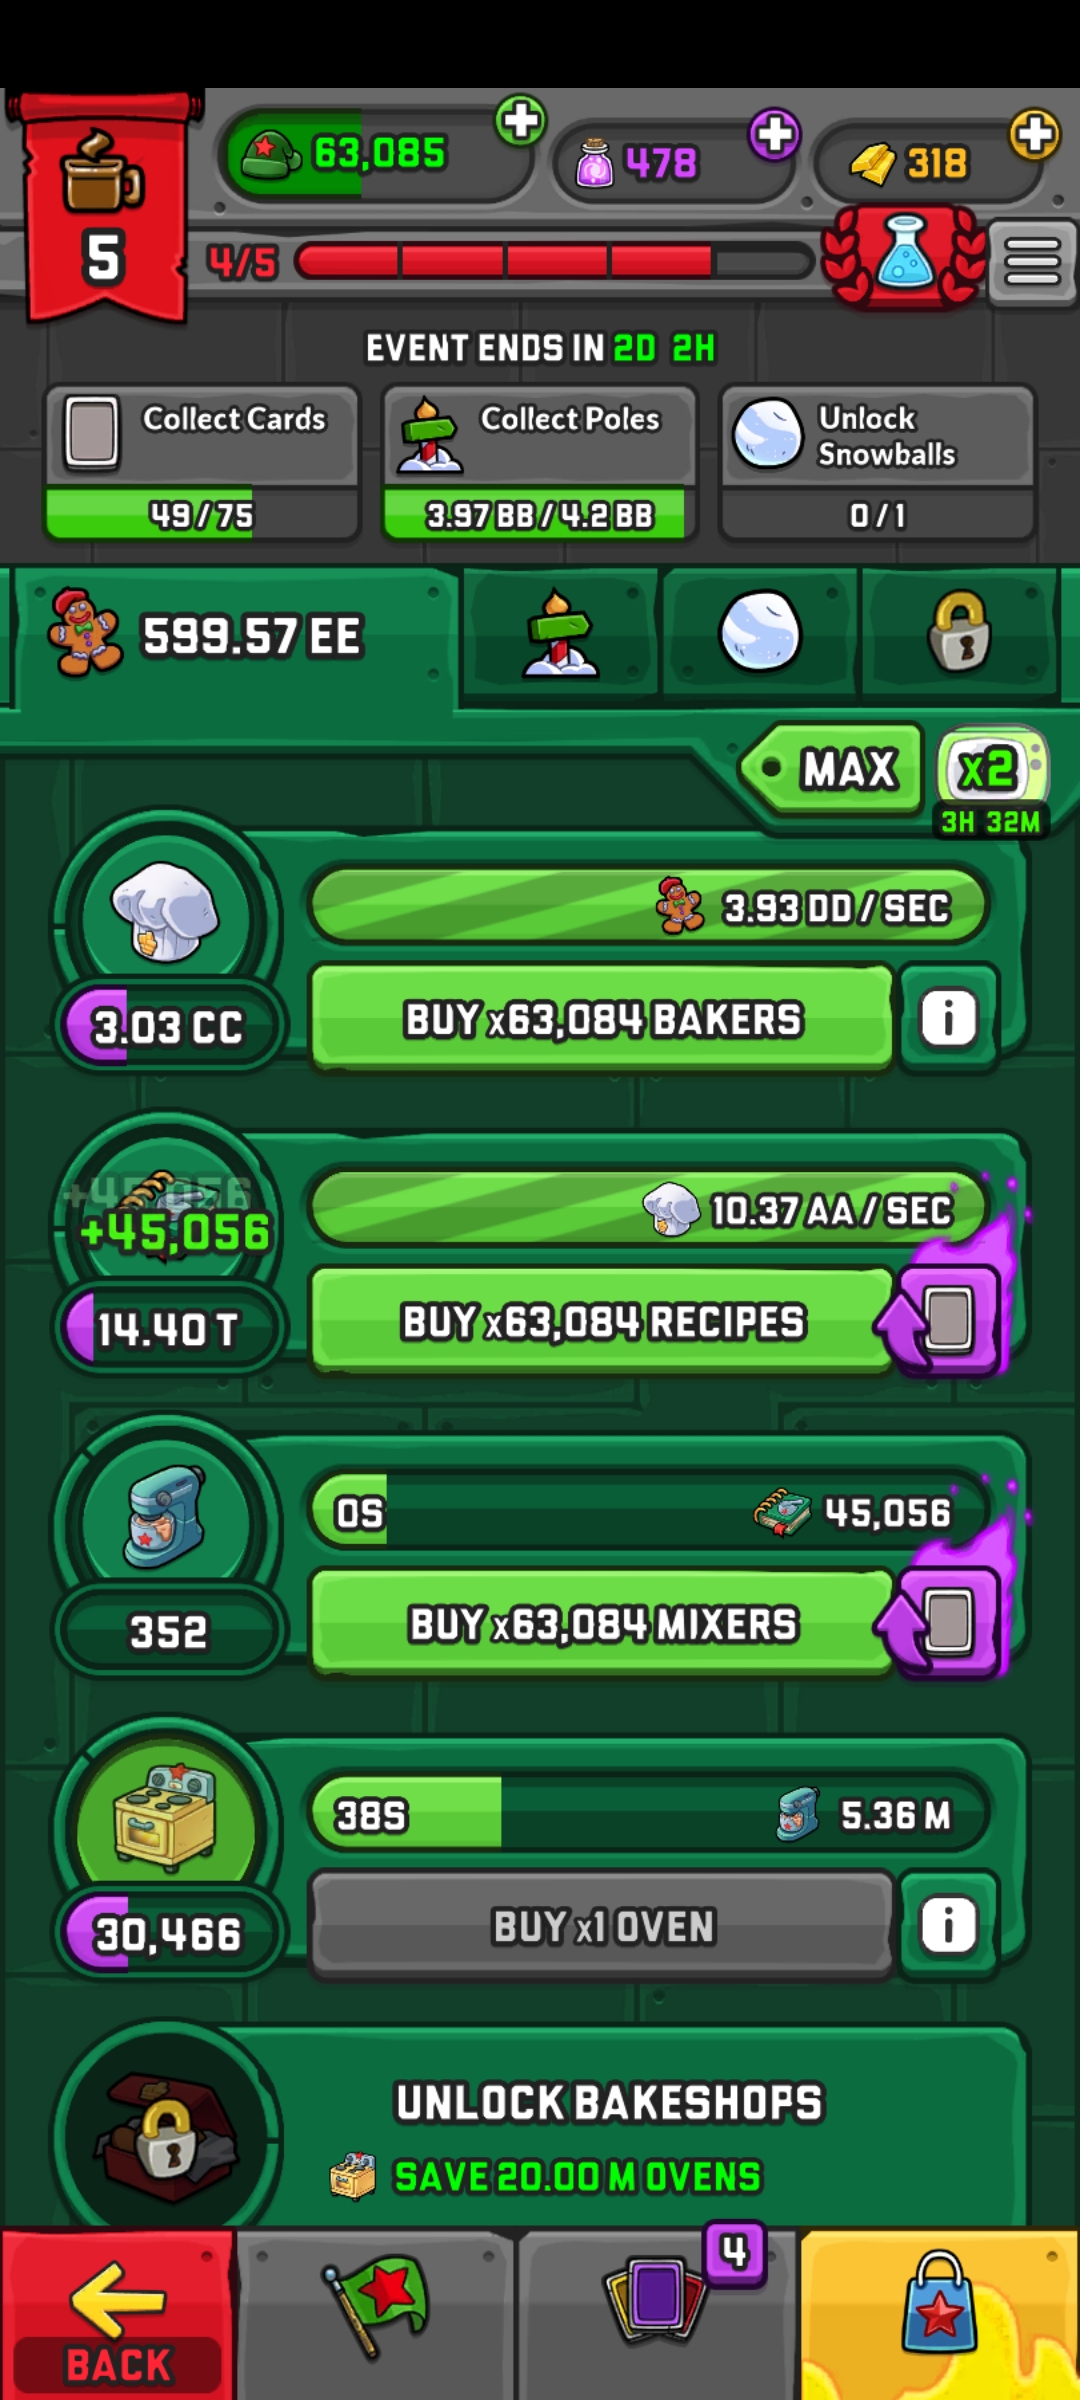 63,085
478
318
5
4/5
EVENT ENDS IN 2D 2H
Collect Cards
49/75
Collect Poles
3.97 BB / 4.2 BB
Unlock
Snowballs
0/1
599.57 EE
MAX
x2
3H 32M
3.93 DD / SEC
3.03 CC
BUY x63,084 BAKERS
i
+45,056
+45,056
10.37 AA / SEC
14.40 T
BUY x63,084 RECIPES
0S
45,056
352
BUY x63,084 MIXERS
38S
5.36 M
30,466
BUY x1 OVEN
i
UNLOCK BAKESHOPS
SAVE 20.00 M OVENS
4
BACK